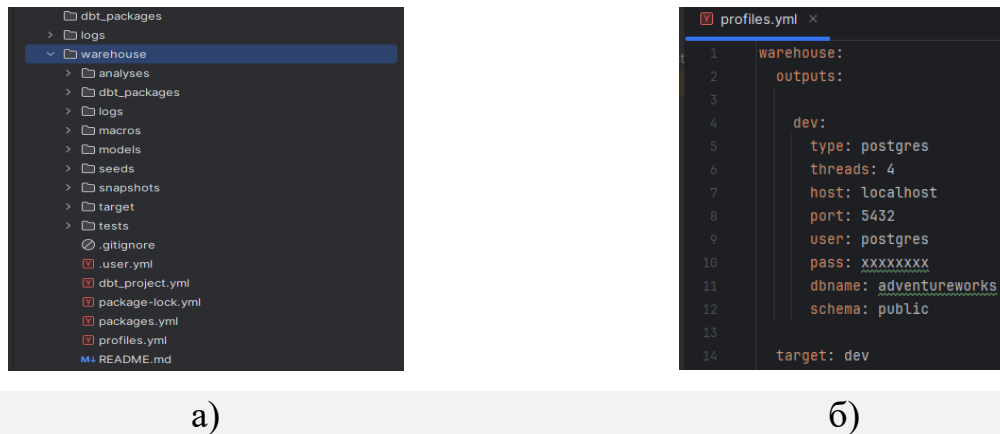 dbt_packages
logs
warehouse
analyses
dbt_packages
logs
macros
models
seeds
snapshots
target
tests
.gitignore
.user.yml
dbt_project.yml
package-lock.yml
packages.yml
profiles.yml
M↓ README.md
а)
profiles.yml ×
1 warehouse:
2 outputs:
3
4 dev:
5 type: postgres
6 threads: 4
7 host: localhost
8 port: 5432
9 user: postgres
10 pass: xxxxxxxx
11 dbname: adventureworks
12 schema: public
13
14 target: dev
б)